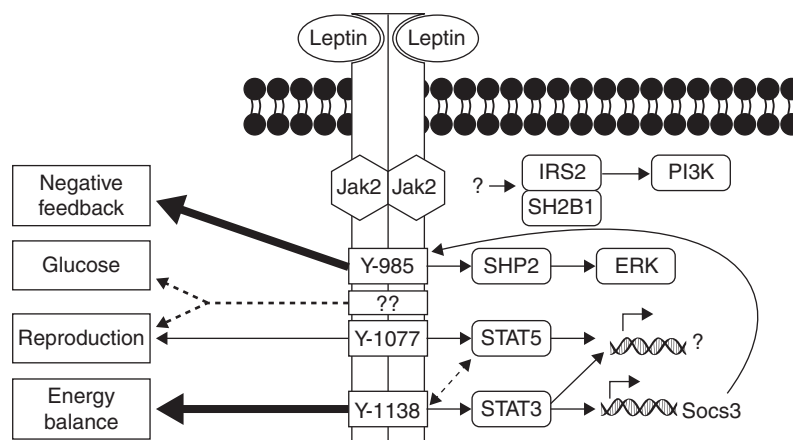 Leptin
Leptin
Jak2
Jak2
?
IRS2
PI3K
SH2B1
Negative
feedback
Y-985
SHP2
ERK
Glucose
??
Reproduction
Y-1077
STAT5
?
Energy
balance
Y-1138
STAT3
Socs3